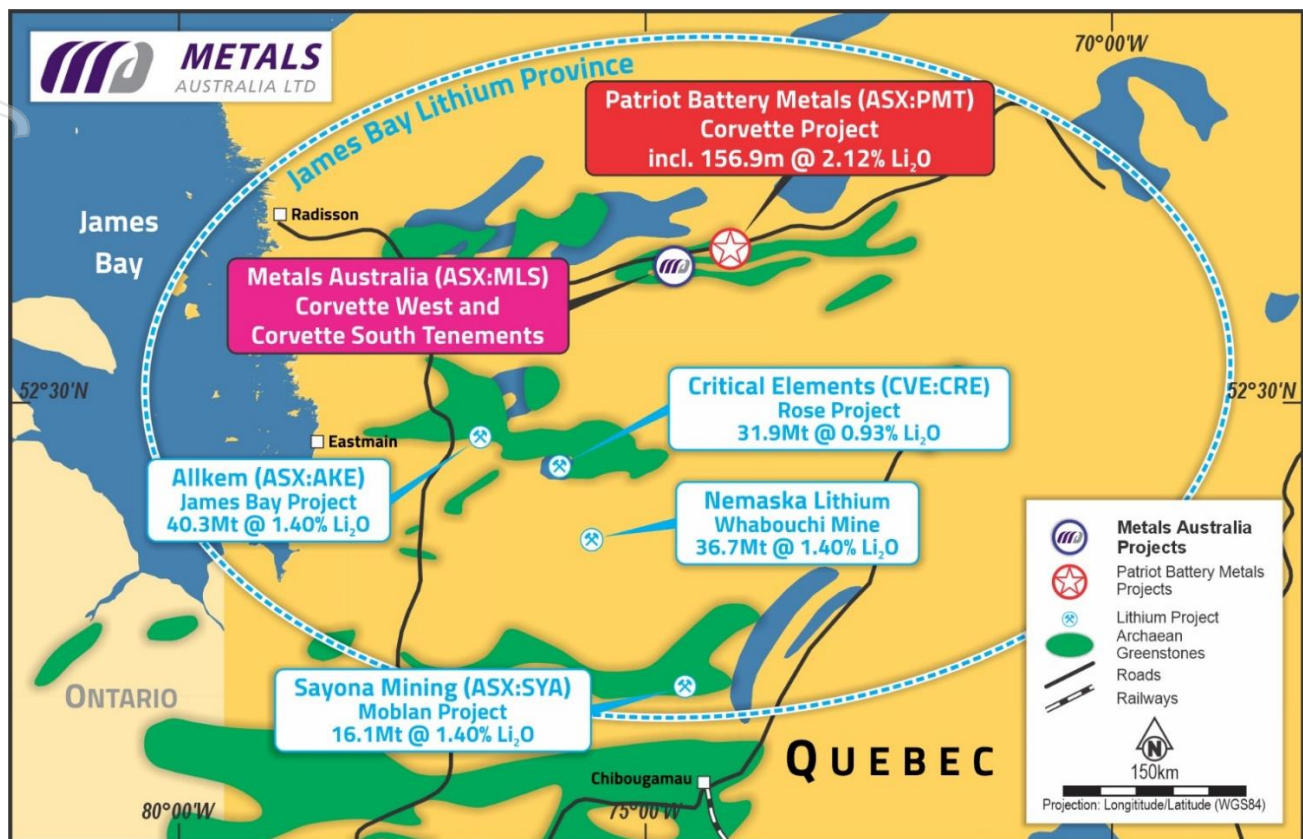 METALS
AUSTRALIA LTD
James Bay Lithium Province
70°00'W
Patriot Battery Metals (ASX:PMT)
Corvette Project
incl. 156.9m @ 2.12% Li₂O
James
Bay
Radisson
Metals Australia (ASX:MLS)
Corvette West and
Corvette South Tenements
52°30'N
52°30'N
Critical Elements (CVE:CRE)
Rose Project
31.9Mt @ 0.93% Li₂O
Eastmain
Allkem (ASX:AKE)
James Bay Project
40.3Mt @ 1.40% Li₂O
Nemaska Lithium
Whabouchi Mine
36.7Mt @ 1.40% Li₂O
Metals Australia
Projects
Patriot Battery Metals
Projects
Lithium Project
Archaean
Greenstones
Roads
Railways
N
150km
Projection: Longititude/Latitude (WGS84)
ONTARIO
Sayona Mining (ASX:SYA)
Moblan Project
16.1Mt @ 1.40% Li₂O
QUEBEC
Chibougamau
80°00'W
75°00'W